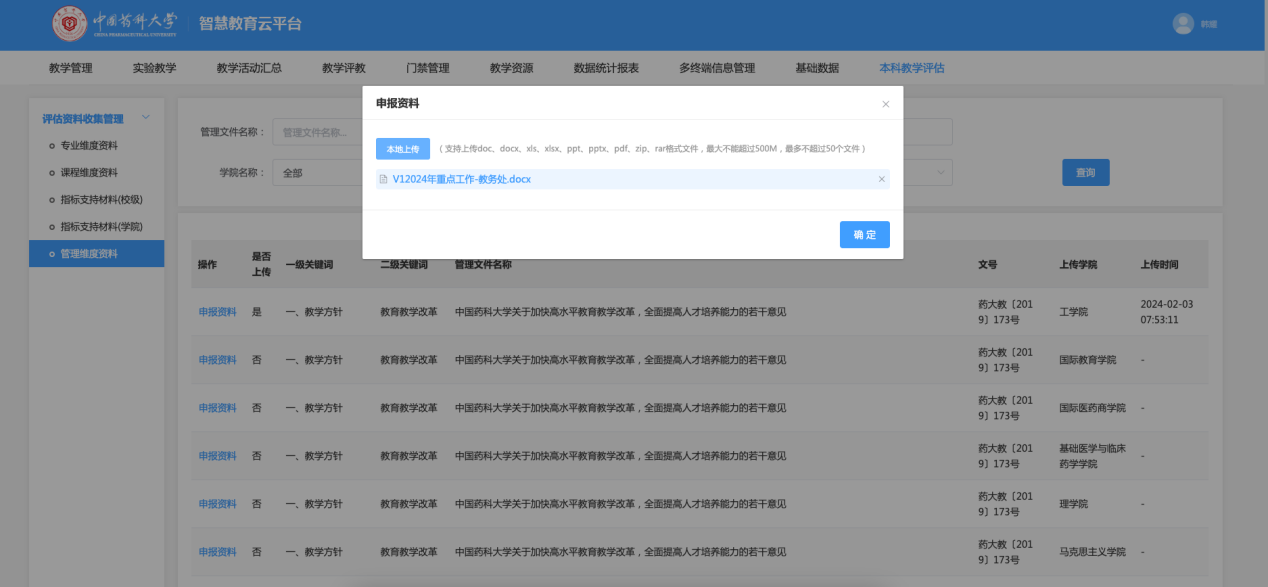 中国药科大学 智慧教育云平台
CHINA PHARMACEUTICAL UNIVERSITY
教学管理 实验教学 教学活动汇总 教学评教 门禁管理 教学资源 数据统计报表 多终端信息管理 基础数据 本科教学评估
评估资料收集管理
专业维度资料
课程维度资料
指标支持材料(校级)
指标支持材料(学院)
管理维度资料
管理文件名称： 管理文件名称...
学院名称： 全部
查询
申报资料
本地上传 （支持上传doc、docx、xls、xlsx、ppt、pptx、pdf、zip、rar格式文件，最大不能超过500M，最多不超过50个文件）
V12024年重点工作-教务处.docx
确 定
操作 是否上传 一级关键词 二级关键词 管理文件名称 文号 上传学院 上传时间
申报资料 是 一、教学方针 教育教学改革 中国药科大学关于加快高水平教育教学改革，全面提高人才培养能力的若干意见 药大教〔2019〕173号 工学院 2024-02-03 07:53:11
申报资料 否 一、教学方针 教育教学改革 中国药科大学关于加快高水平教育教学改革，全面提高人才培养能力的若干意见 药大教〔2019〕173号 国际教育学院 -
申报资料 否 一、教学方针 教育教学改革 中国药科大学关于加快高水平教育教学改革，全面提高人才培养能力的若干意见 药大教〔2019〕173号 国际医药商学院 -
申报资料 否 一、教学方针 教育教学改革 中国药科大学关于加快高水平教育教学改革，全面提高人才培养能力的若干意见 药大教〔2019〕173号 基础医学与临床药学学院 -
申报资料 否 一、教学方针 教育教学改革 中国药科大学关于加快高水平教育教学改革，全面提高人才培养能力的若干意见 药大教〔2019〕173号 理学院 -
申报资料 否 一、教学方针 教育教学改革 中国药科大学关于加快高水平教育教学改革，全面提高人才培养能力的若干意见 药大教〔2019〕173号 马克思主义学院 -